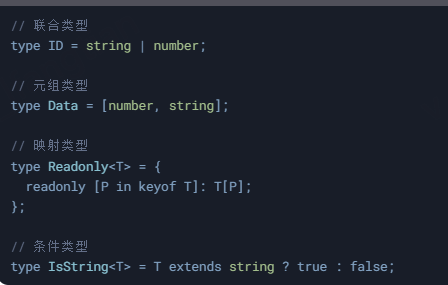 // 联合类型
type ID = string | number;
// 元组类型
type Data = [number, string];
// 映射类型
type Readonly<T> = {
  readonly [P in keyof T]: T[P];
};
// 条件类型
type IsString<T> = T extends string ? true : false;